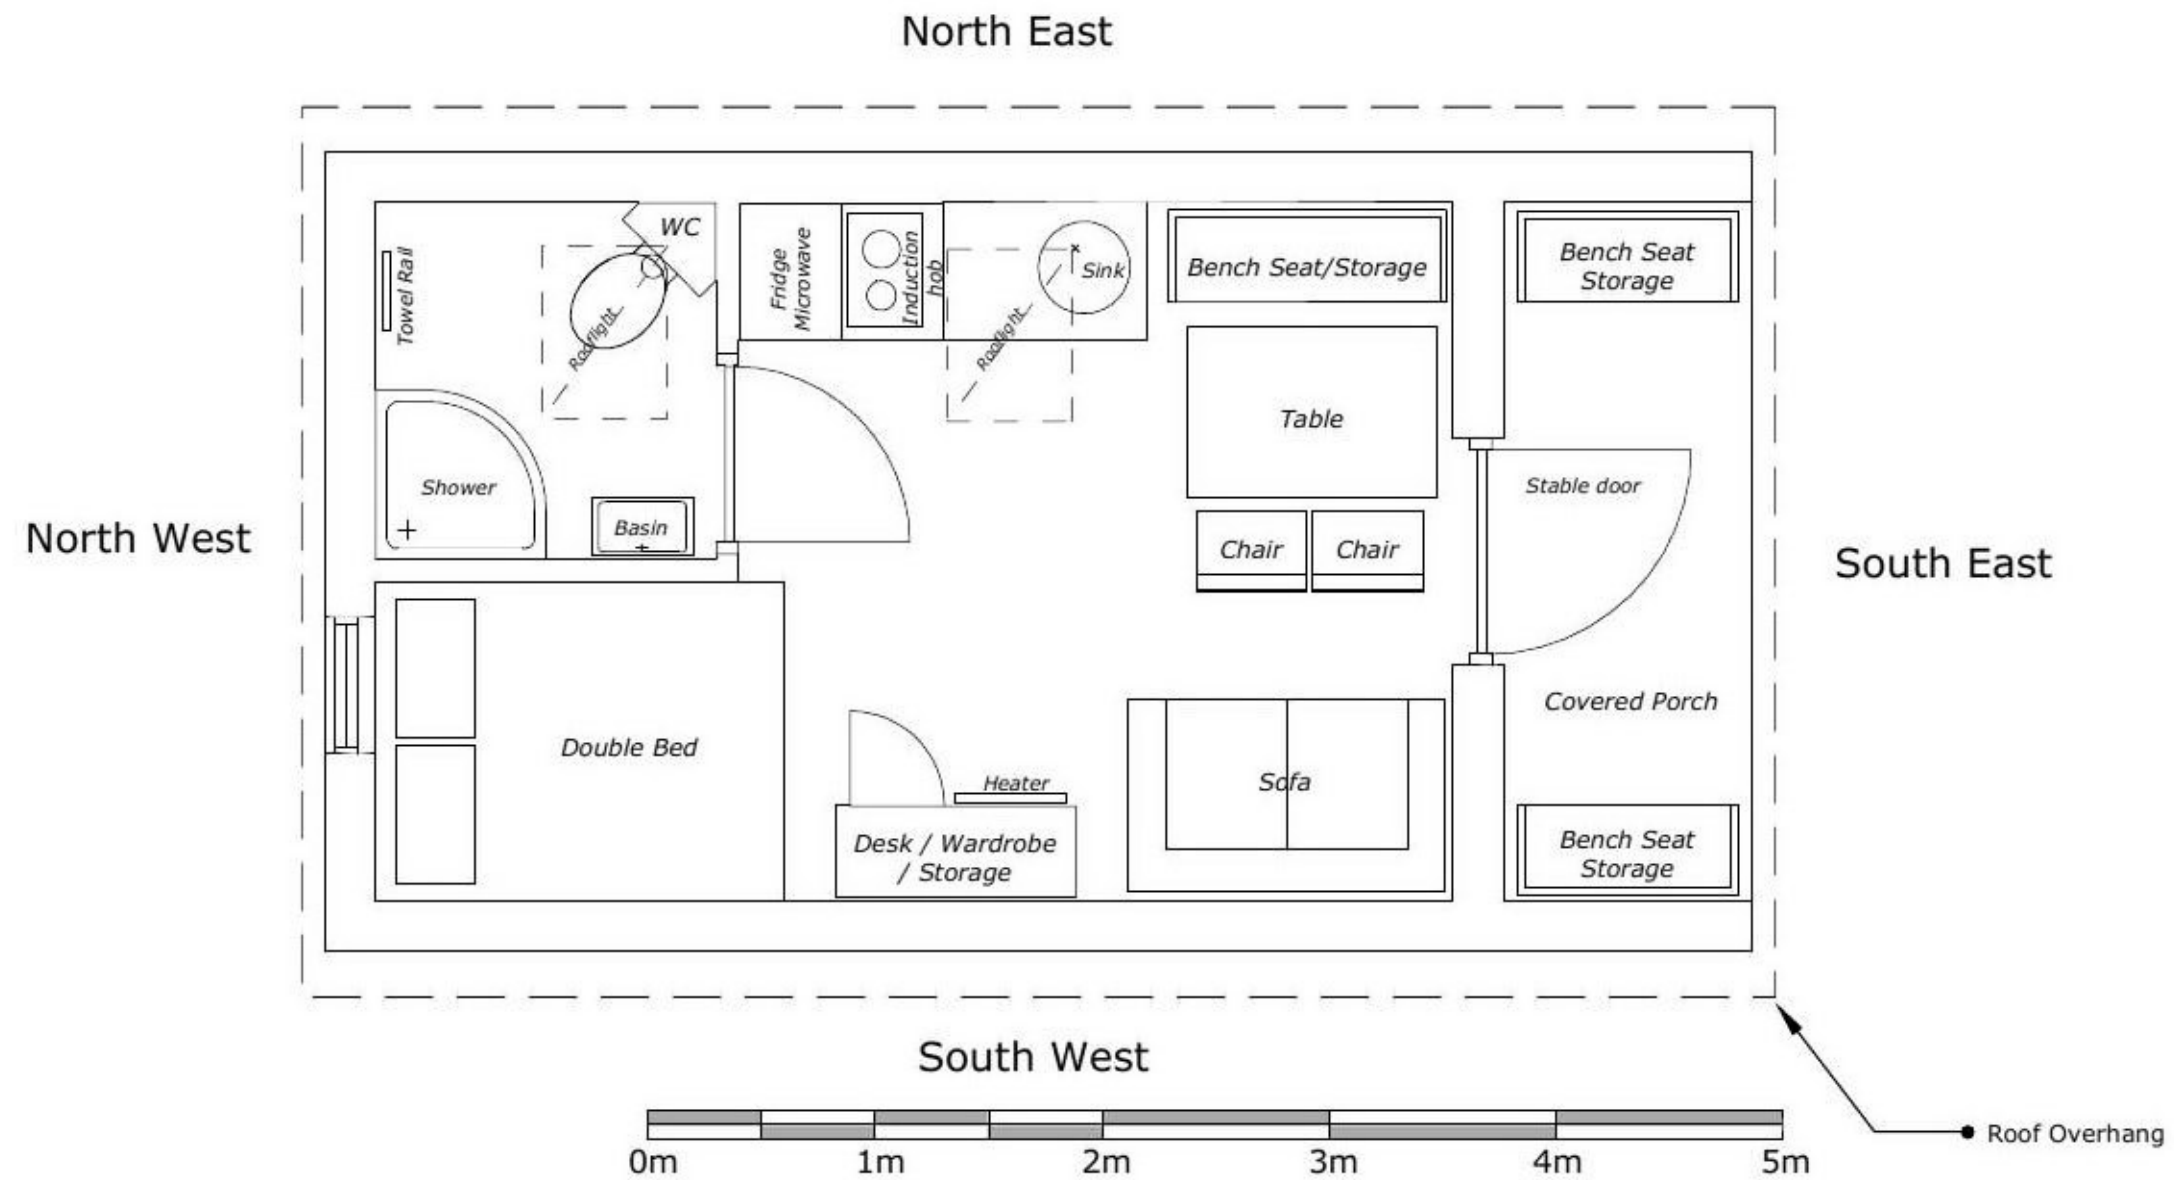 North East
WC
Towel Rail
Rooflight
Fridge
Microwave
Induction
hob
Sink
Rooflight
Bench Seat/Storage
Bench Seat
Storage
Table
Shower
Basin
Stable door
Chair
Chair
North West
South East
Covered Porch
Double Bed
Heater
Sofa
Desk / Wardrobe
/ Storage
Bench Seat
Storage
South West
Roof Overhang
0m 1m 2m 3m 4m 5m